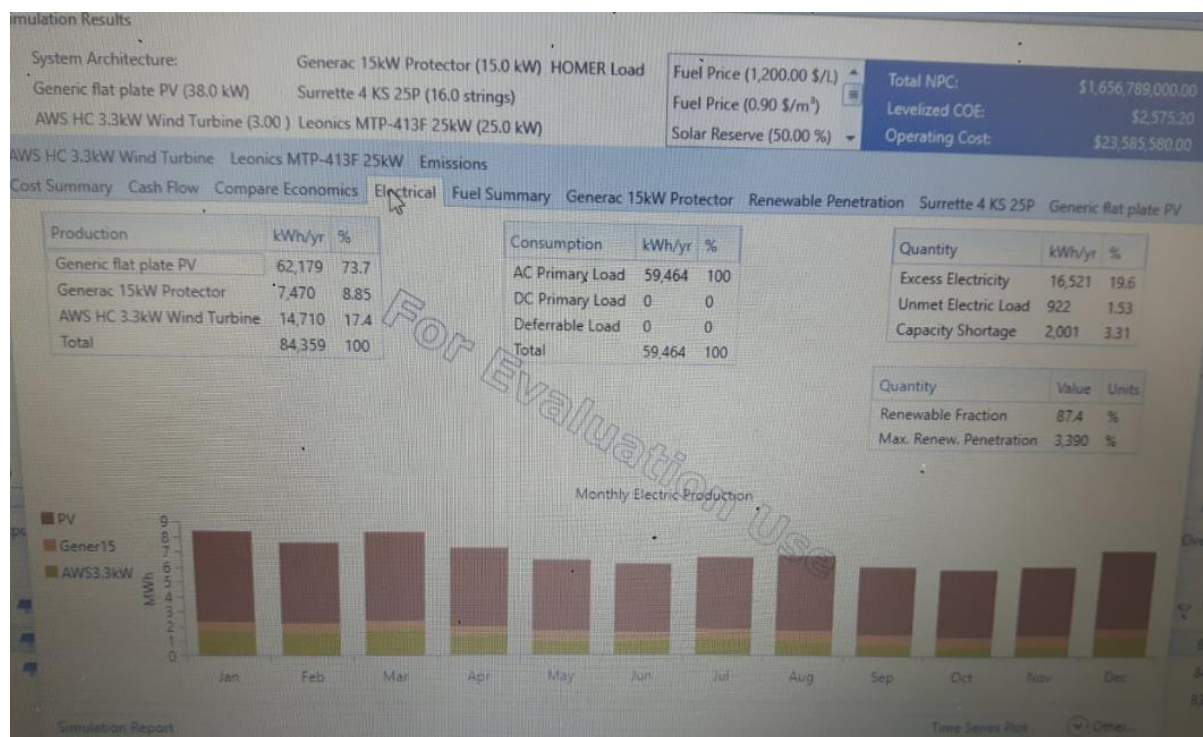 Simulation Results
System Architecture:
Generic flat plate PV (38.0 kW)
AWS HC 3.3kW Wind Turbine (3.00 )
Generac 15kW Protector (15.0 kW) HOMER Load
Surrette 4 KS 25P (16.0 strings)
Leonics MTP-413F 25kW (25.0 kW)
Fuel Price (1,200.00 $/L)
Fuel Price (0.90 $/m³)
Solar Reserve (50.00 %)
Total NPC: $1,656,789,000.00
Levelized COE: $2,575.20
Operating Cost: $23,585,580.00
AWS HC 3.3kW Wind Turbine Leonics MTP-413F 25kW Emissions
Cost Summary Cash Flow Compare Economics Electrical Fuel Summary Generac 15kW Protector Renewable Penetration Surrette 4 KS 25P Generic flat plate PV
Production kWh/yr %
Generic flat plate PV 62,179 73.7
Generac 15kW Protector 7,470 8.85
AWS HC 3.3kW Wind Turbine 14,710 17.4
Total 84,359 100
Consumption kWh/yr %
AC Primary Load 59,464 100
DC Primary Load 0 0
Deferrable Load 0 0
Total 59,464 100
Quantity kWh/yr %
Excess Electricity 16,521 19.6
Unmet Electric Load 922 1.53
Capacity Shortage 2,001 3.31
Quantity Value Units
Renewable Fraction 87.4 %
Max. Renew. Penetration 3,390 %
For Evaluation Use
Monthly Electric Production
PV
Gener15
AWS3.3kW
MWh
9
8
7
6
5
4
3
2
1
0
Jan Feb Mar Apr May Jun Jul Aug Sep Oct Nov Dec
Simulation Report
Time Series Plot
Other...